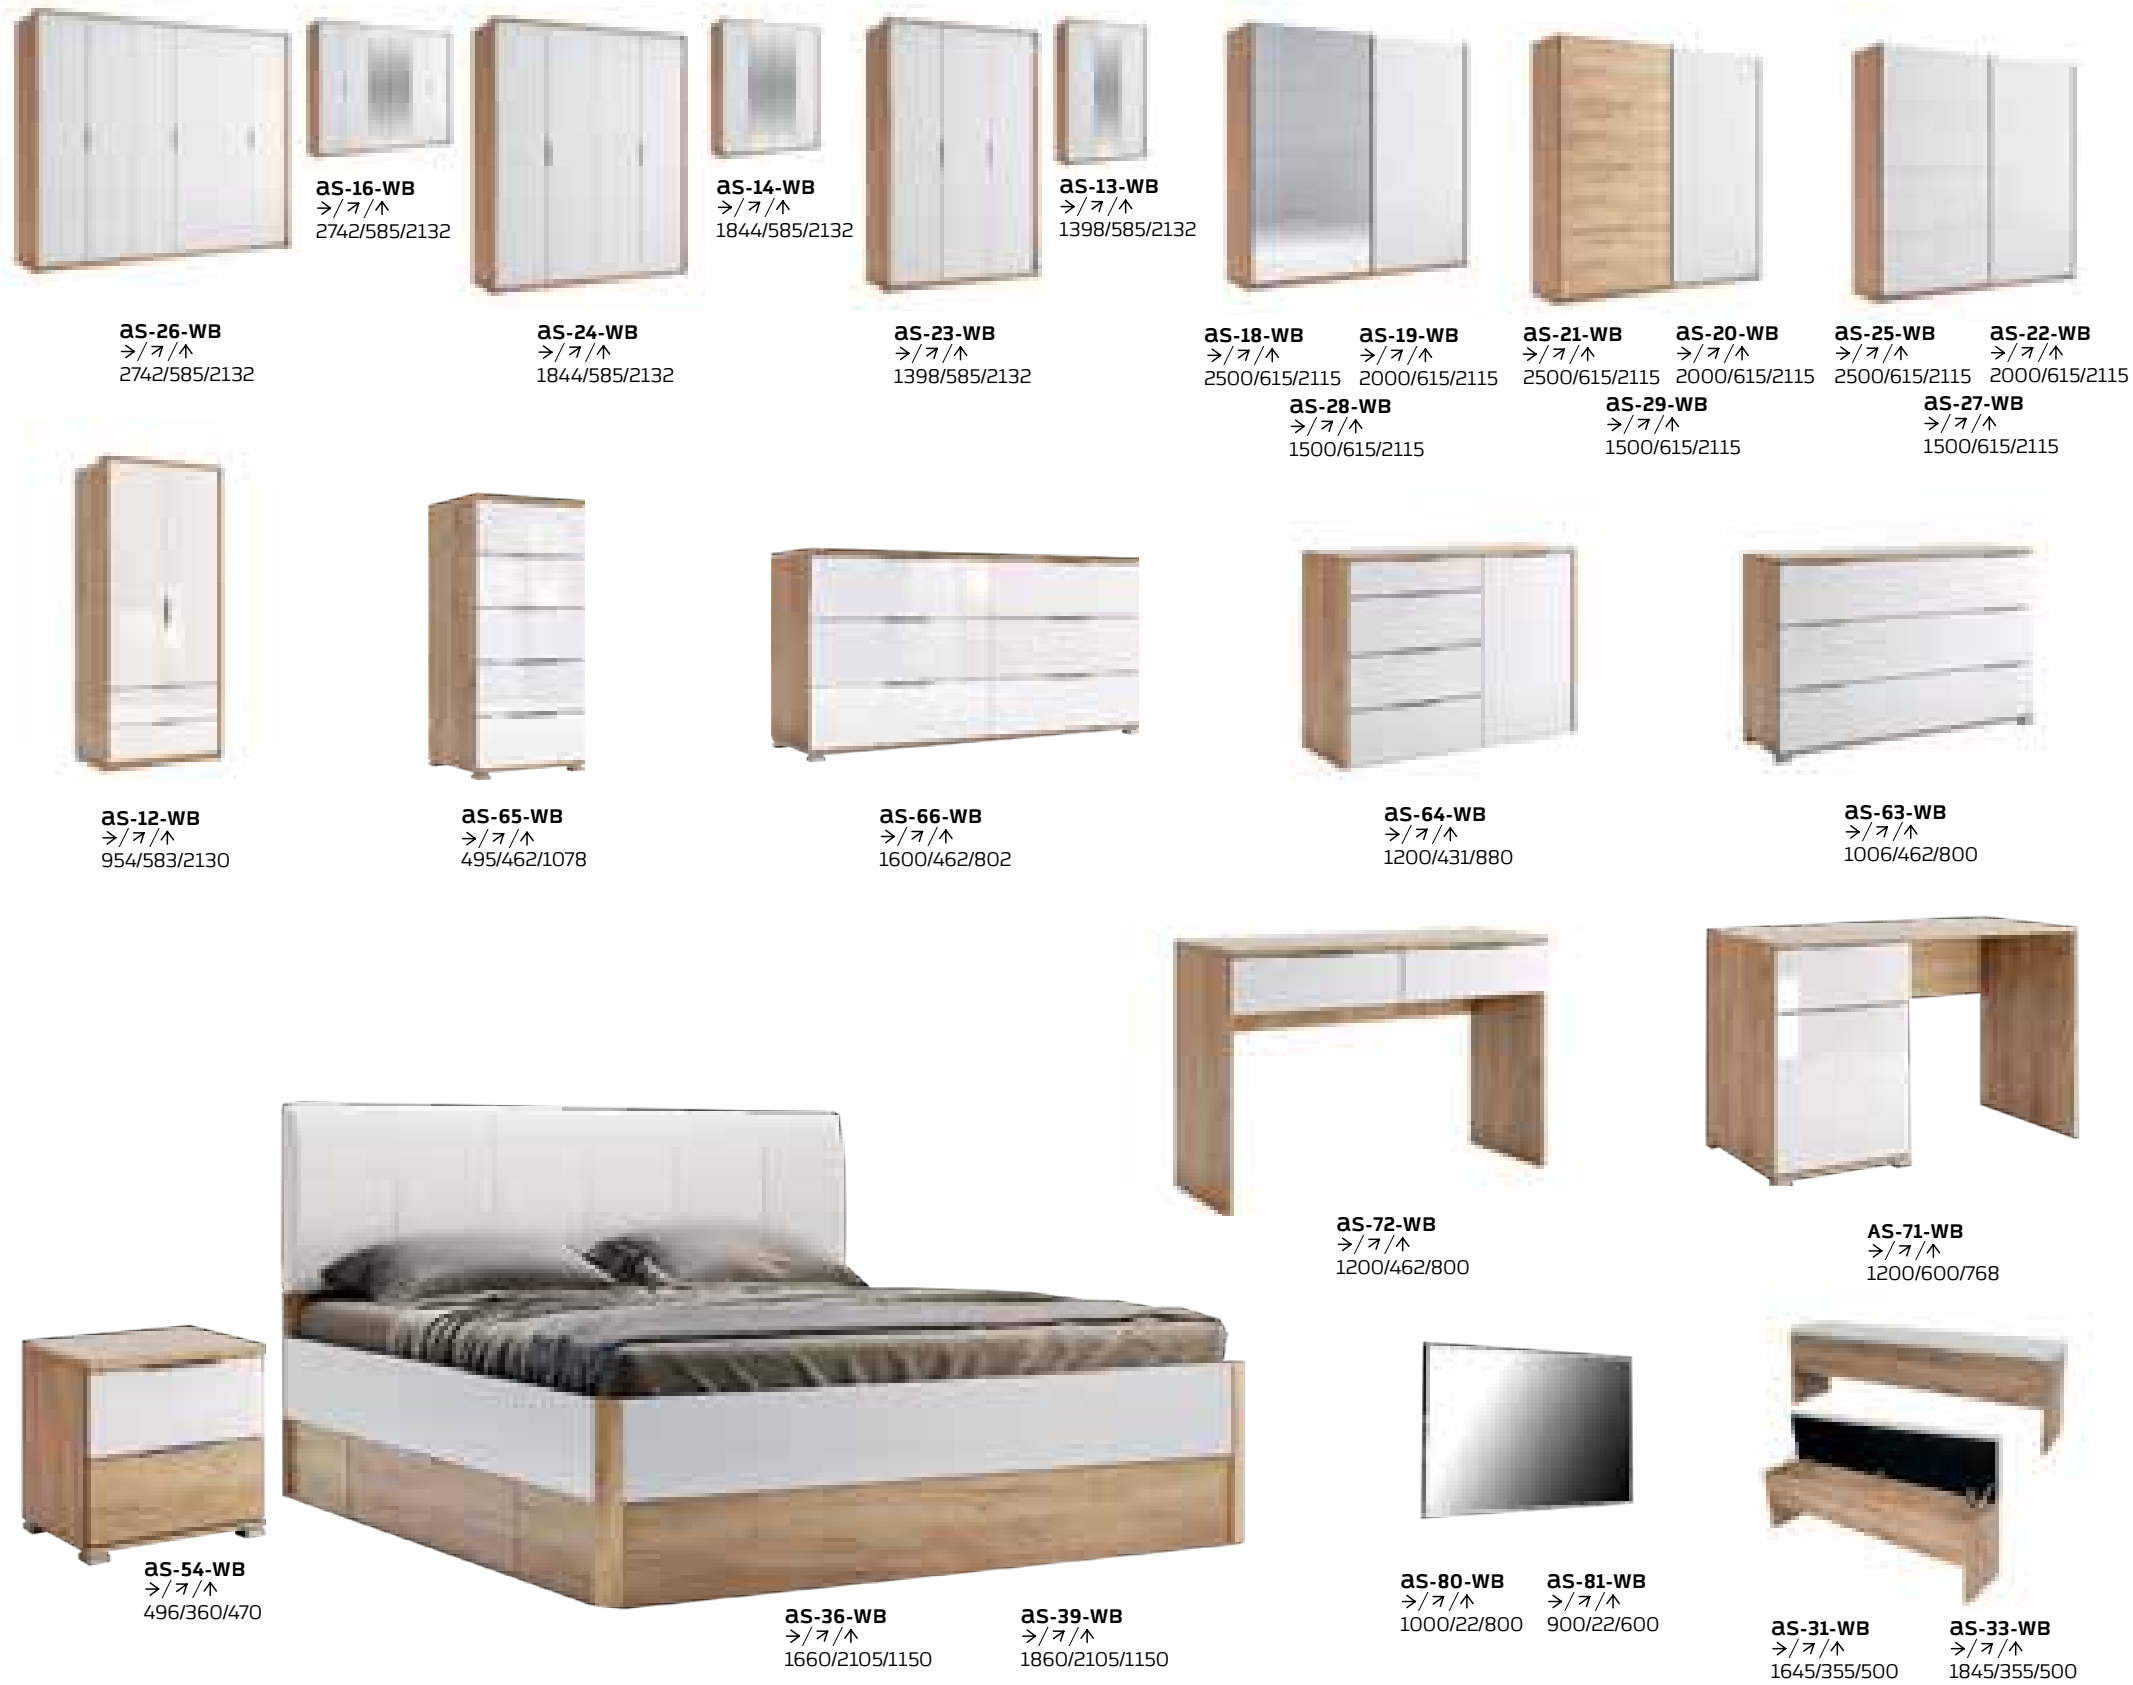 aS-16-WB
→/↗/↑
2742/585/2132
aS-14-WB
→/↗/↑
1844/585/2132
aS-13-WB
→/↗/↑
1398/585/2132
aS-26-WB
→/↗/↑
2742/585/2132
aS-24-WB
→/↗/↑
1844/585/2132
aS-23-WB
→/↗/↑
1398/585/2132
aS-18-WB
→/↗/↑
2500/615/2115
aS-19-WB
→/↗/↑
2000/615/2115
aS-28-WB
→/↗/↑
1500/615/2115
aS-21-WB
→/↗/↑
2500/615/2115
aS-20-WB
→/↗/↑
2000/615/2115
aS-29-WB
→/↗/↑
1500/615/2115
aS-25-WB
→/↗/↑
2500/615/2115
aS-22-WB
→/↗/↑
2000/615/2115
aS-27-WB
→/↗/↑
1500/615/2115
aS-12-WB
→/↗/↑
954/583/2130
aS-65-WB
→/↗/↑
495/462/1078
aS-66-WB
→/↗/↑
1600/462/802
aS-64-WB
→/↗/↑
1200/431/880
aS-63-WB
→/↗/↑
1006/462/800
aS-72-WB
→/↗/↑
1200/462/800
AS-71-WB
→/↗/↑
1200/600/768
aS-54-WB
→/↗/↑
496/360/470
aS-36-WB
→/↗/↑
1660/2105/1150
aS-39-WB
→/↗/↑
1860/2105/1150
aS-80-WB
→/↗/↑
1000/22/800
aS-81-WB
→/↗/↑
900/22/600
aS-31-WB
→/↗/↑
1645/355/500
aS-33-WB
→/↗/↑
1845/355/500